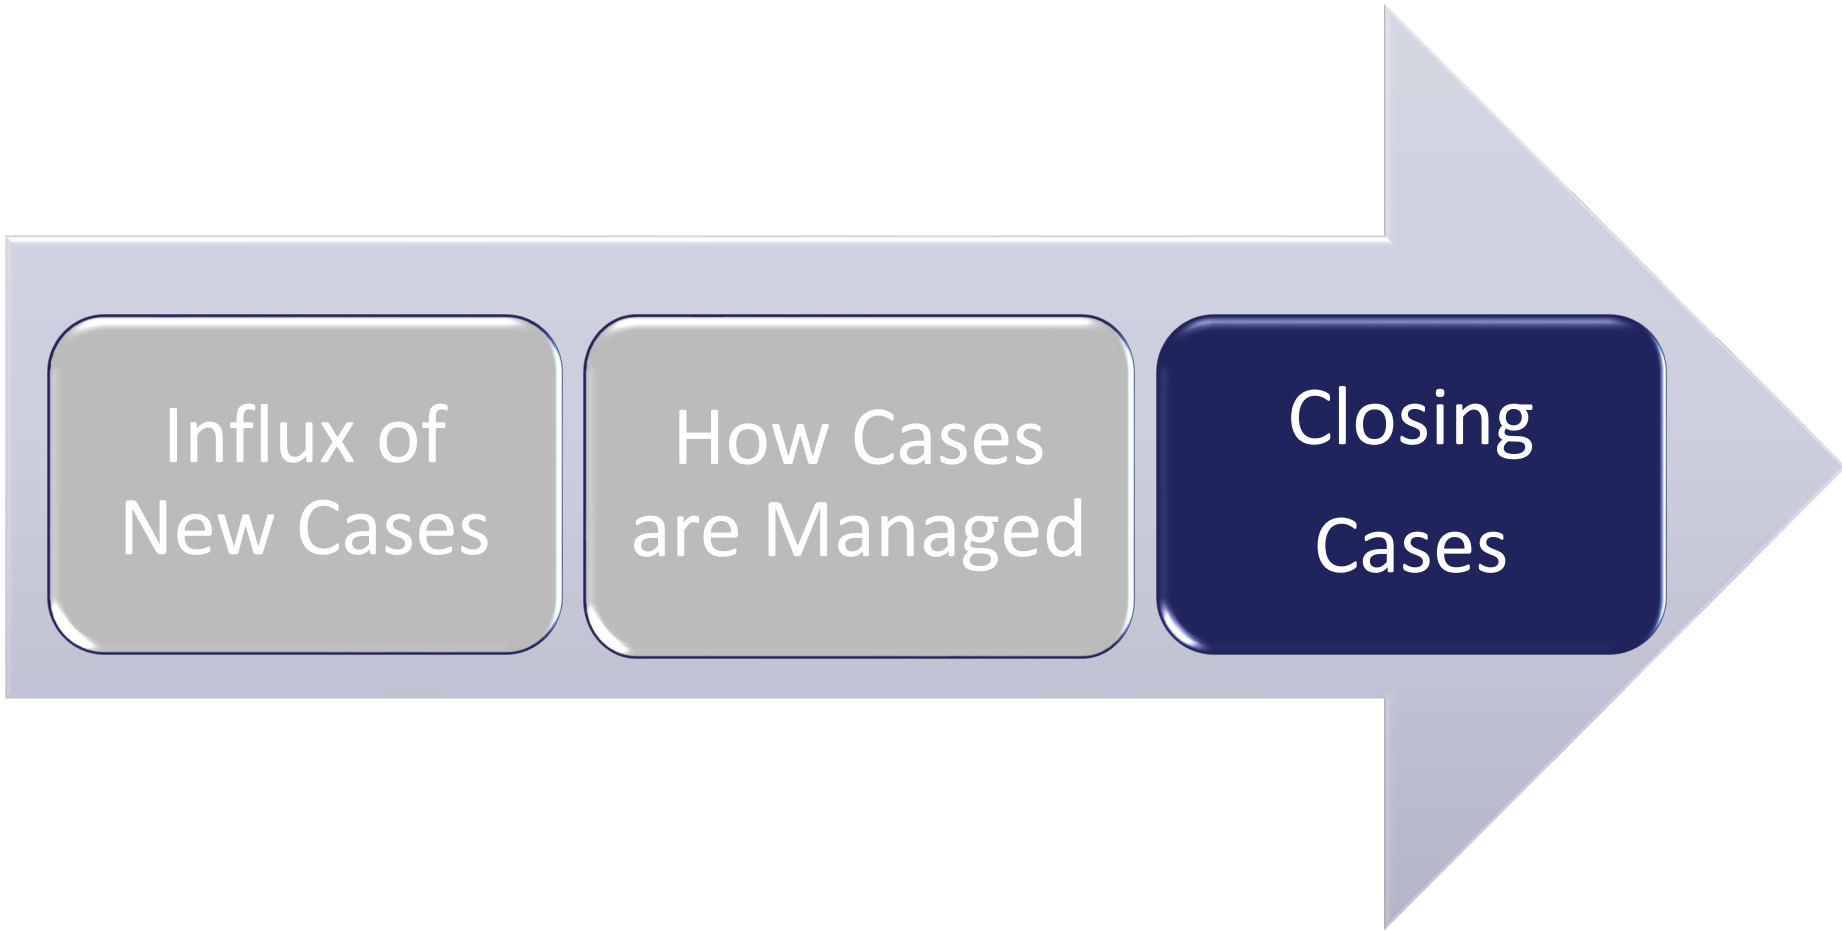 Influx of
New Cases
How Cases
are Managed
Closing
Cases